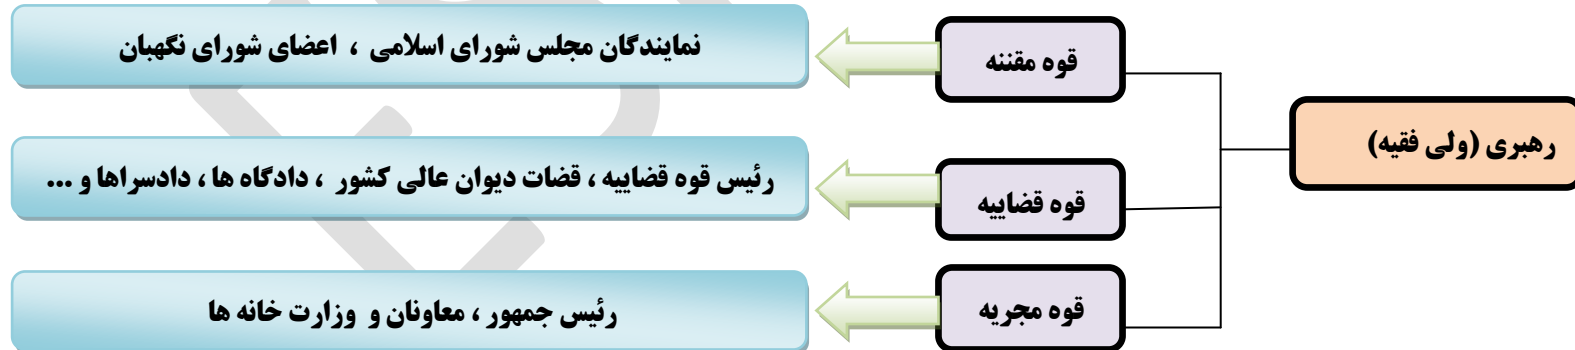 رهبری (ولی فقیه)
قوه مقننه
نمایندگان مجلس شورای اسلامی ، اعضای شورای نگهبان
قوه قضاییه
رئیس قوه قضاییه ، قضات دیوان عالی کشور ، دادگاه ها ، دادسراها و ...
قوه مجریه
رئیس جمهور ، معاونان و وزارت خانه ها